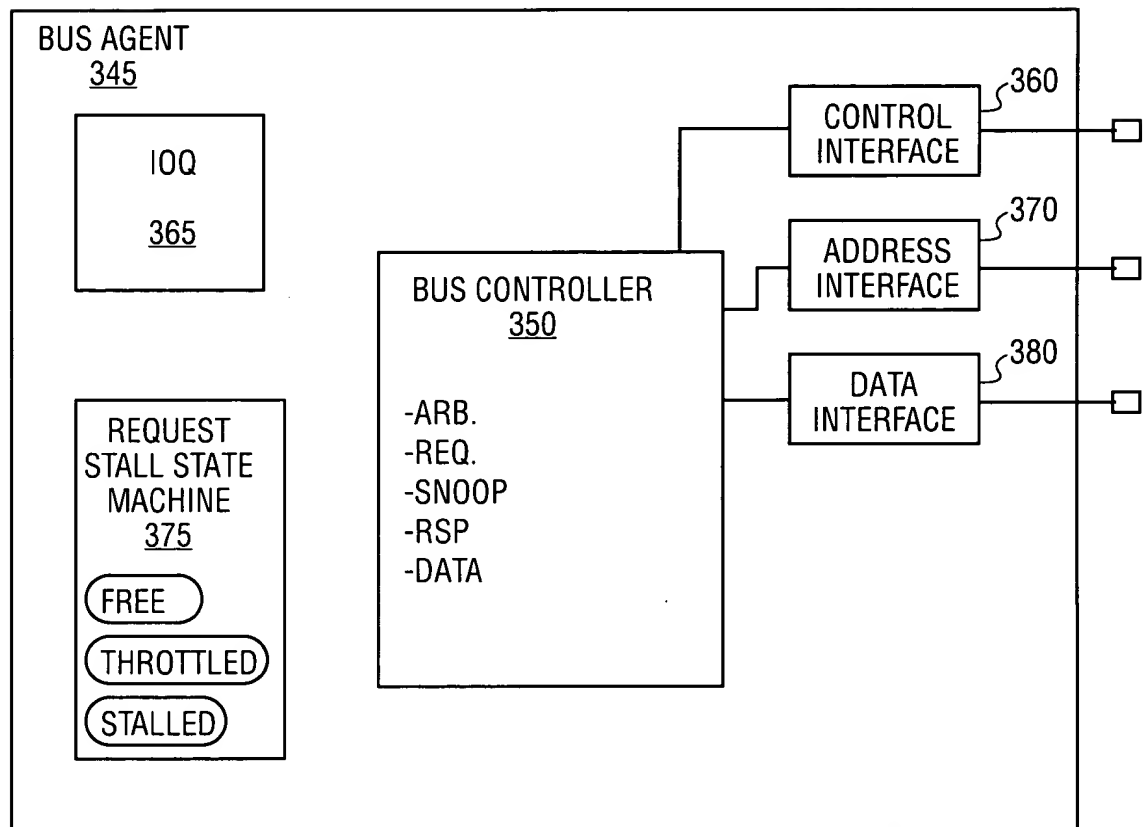 BUS AGENT
345
IOQ
365
REQUEST
STALL STATE
MACHINE
375
FREE
THROTTLED
STALLED
BUS CONTROLLER
350
-ARB.
-REQ.
-SNOOP
-RSP
-DATA
360
CONTROL
INTERFACE
370
ADDRESS
INTERFACE
380
DATA
INTERFACE